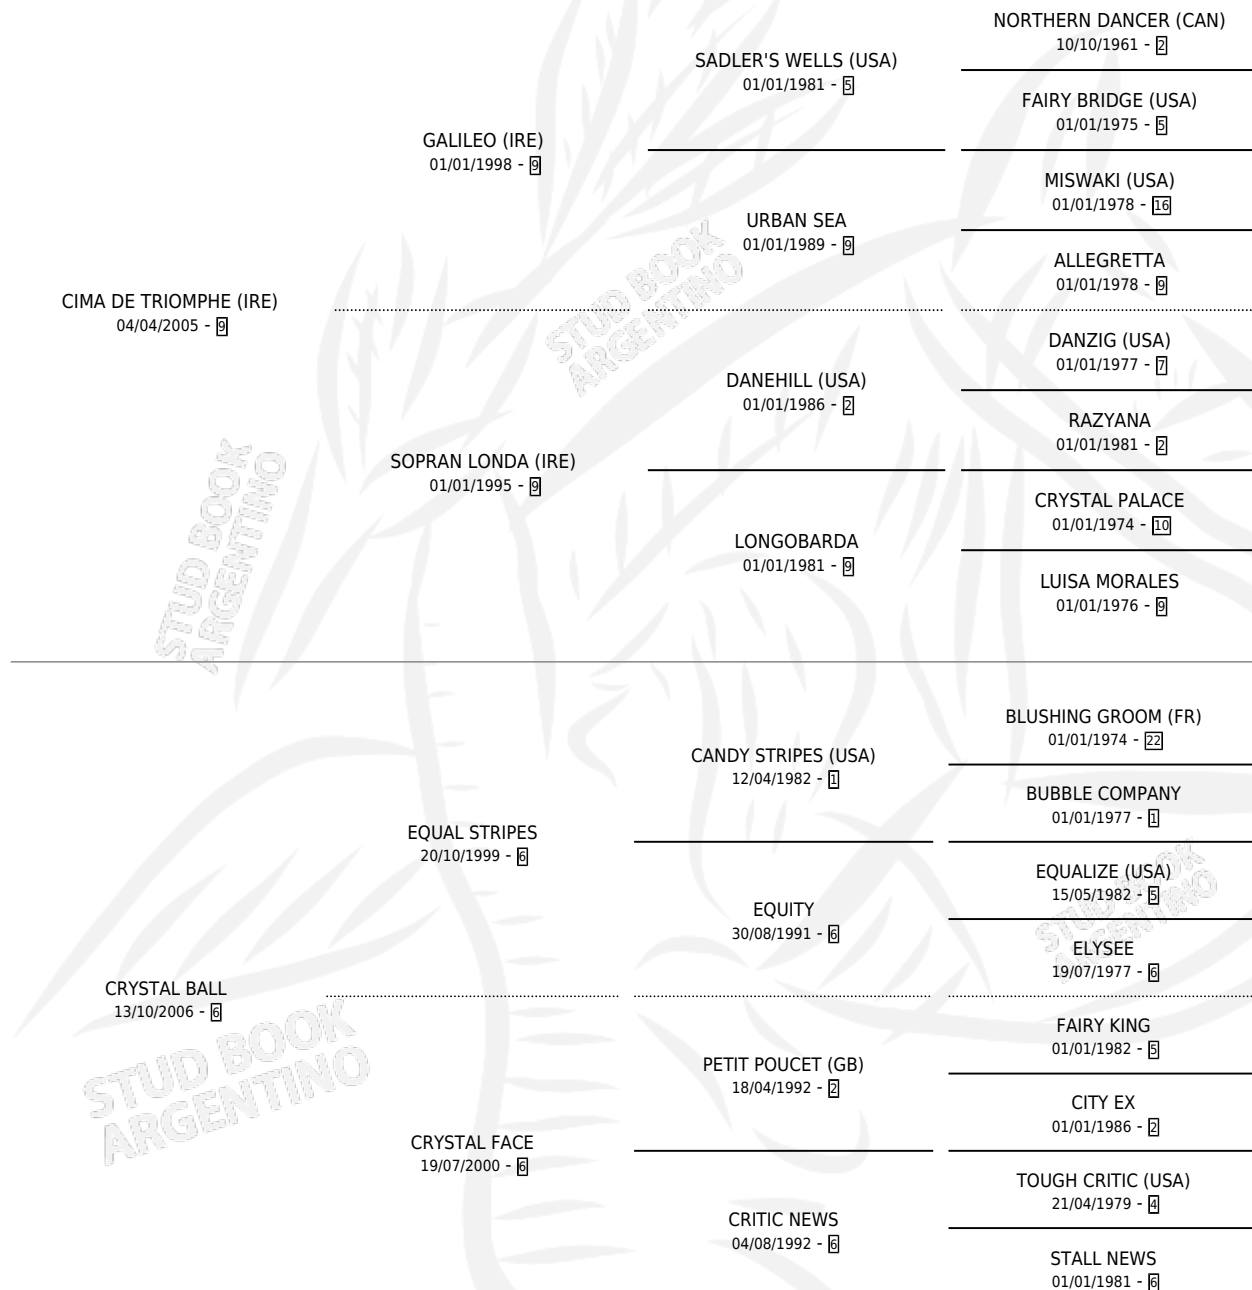 NORTHERN DANCER (CAN)
10/10/1961 - 2
SADLER'S WELLS (USA)
01/01/1981 - 5
FAIRY BRIDGE (USA)
01/01/1975 - 5
GALILEO (IRE)
01/01/1998 - 9
MISWAKI (USA)
01/01/1978 - 16
URBAN SEA
01/01/1989 - 9
ALLEGRETTA
01/01/1978 - 9
CIMA DE TRIOMPHE (IRE)
04/04/2005 - 9
STUD BOOK
ARGENTINO
DANZIG (USA)
01/01/1977 - 7
DANEHILL (USA)
01/01/1986 - 2
RAZYANA
01/01/1981 - 2
SOPRAN LONDA (IRE)
01/01/1995 - 9
CRYSTAL PALACE
01/01/1974 - 10
LONGOBARDA
01/01/1981 - 9
LUISA MORALES
01/01/1976 - 9
STUD BOOK
ARGENTINO
BLUSHING GROOM (FR)
01/01/1974 - 22
CANDY STRIPES (USA)
12/04/1982 - 1
BUBBLE COMPANY
01/01/1977 - 1
EQUAL STRIPES
20/10/1999 - 6
EQUALIZE (USA)
15/05/1982 - 5
EQUITY
30/08/1991 - 6
ELYSEE
19/07/1977 - 6
STUD BOOK
ARGENTINO
CRYSTAL BALL
13/10/2006 - 6
STUD BOOK
ARGENTINO
FAIRY KING
01/01/1982 - 5
PETIT POUCET (GB)
18/04/1992 - 2
CITY EX
01/01/1986 - 2
CRYSTAL FACE
19/07/2000 - 6
TOUGH CRITIC (USA)
21/04/1979 - 4
CRITIC NEWS
04/08/1992 - 6
STALL NEWS
01/01/1981 - 6